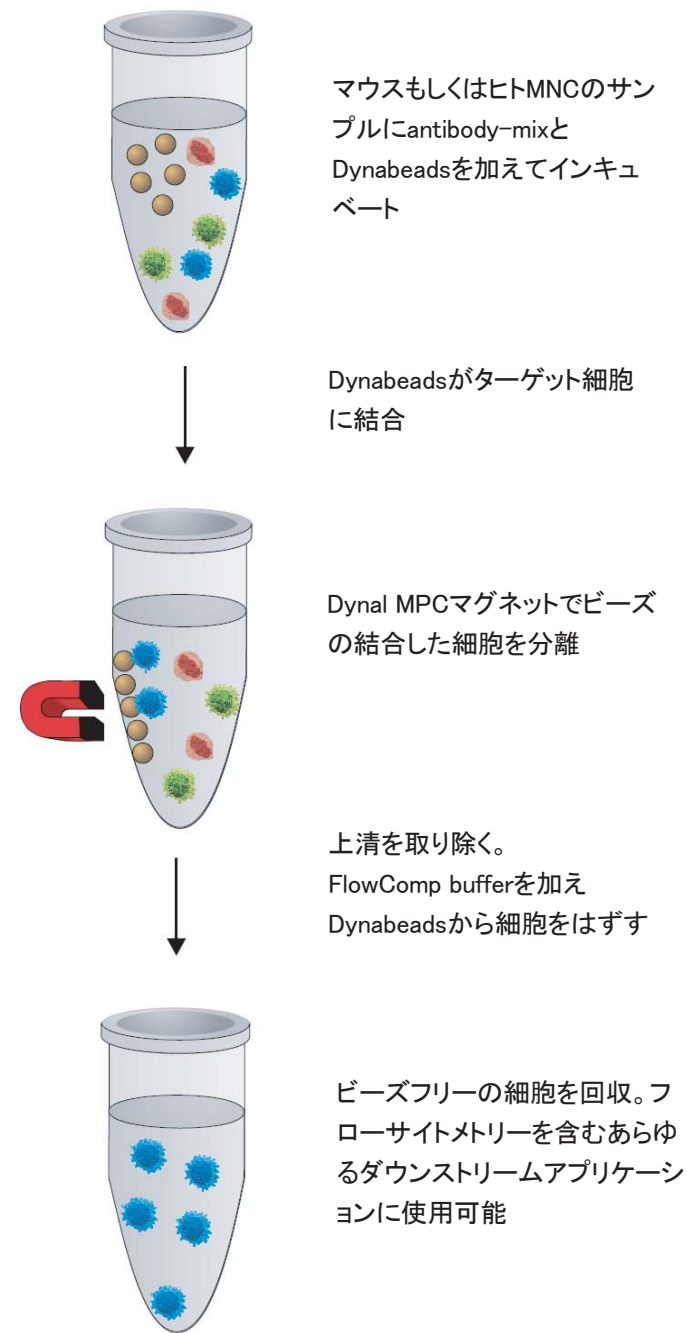 マウスもしくはヒトMNCのサン
プルにantibody-mixと
Dynabeadsを加えてインキュ
ベート
Dynabeadsがターゲット細胞
に結合
Dynal MPCマグネットでビーズ
の結合した細胞を分離
上清を取り除く。
FlowComp bufferを加え
Dynabeadsから細胞をはずす
ビーズフリーの細胞を回収。フ
ローサイトメトリーを含むあらゆ
るダウンストリームアプリケーシ
ョンに使用可能